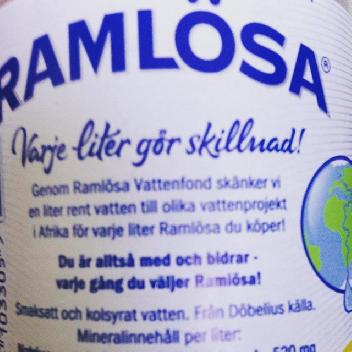 RAMLÖSA®
Varje liter gör skillnad!
Genom Ramlösa Vattenfond skänker vi
en liter rent vatten till olika vattenprojekt
i Afrika för varje liter Ramlösa du köper!
Du är alltså med och bidrar -
varje gång du väljer Ramlösa!
Smaksatt och kolsyrat vatten. Från Döbelius källa.
Mineralinnehåll per liter:
520 mg